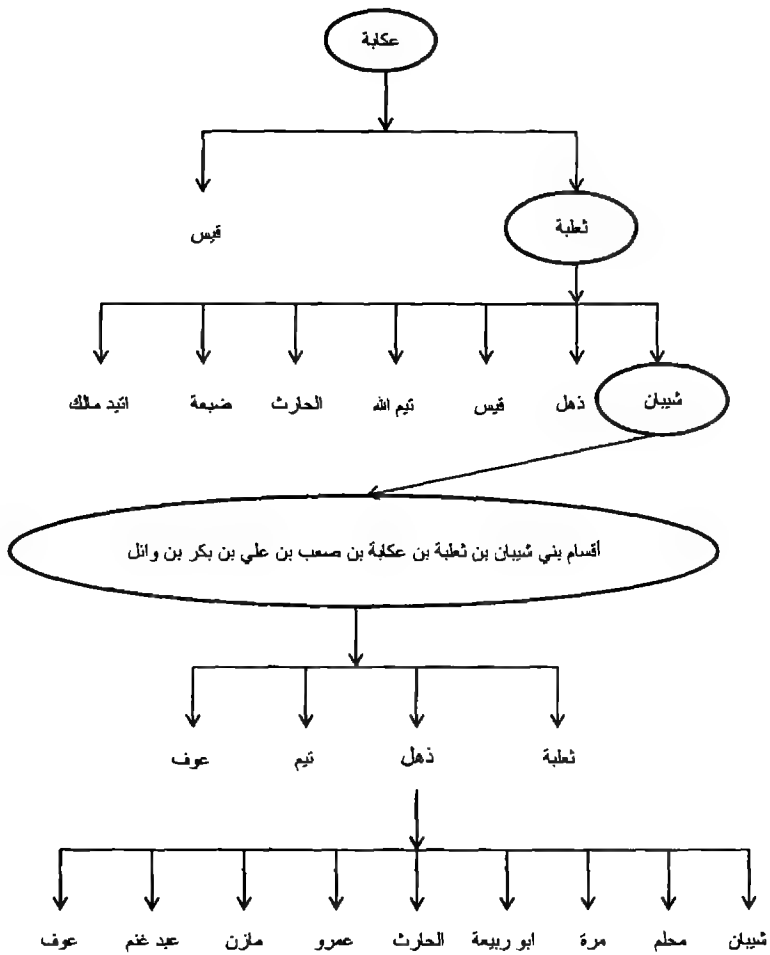 عكابة
ثعلبة قيس
شيبان ذهل قيس تيم الله الحارث ضبعة اتيد مالك
أقسام بني شيبان بن ثعلبة بن عكابة بن صعب بن علي بن بكر بن وائل
ثعلبة ذهل تيم عوف
شيبان محلم مرة ابو ربيعة الحارث عمرو مازن عبد غنم عوف